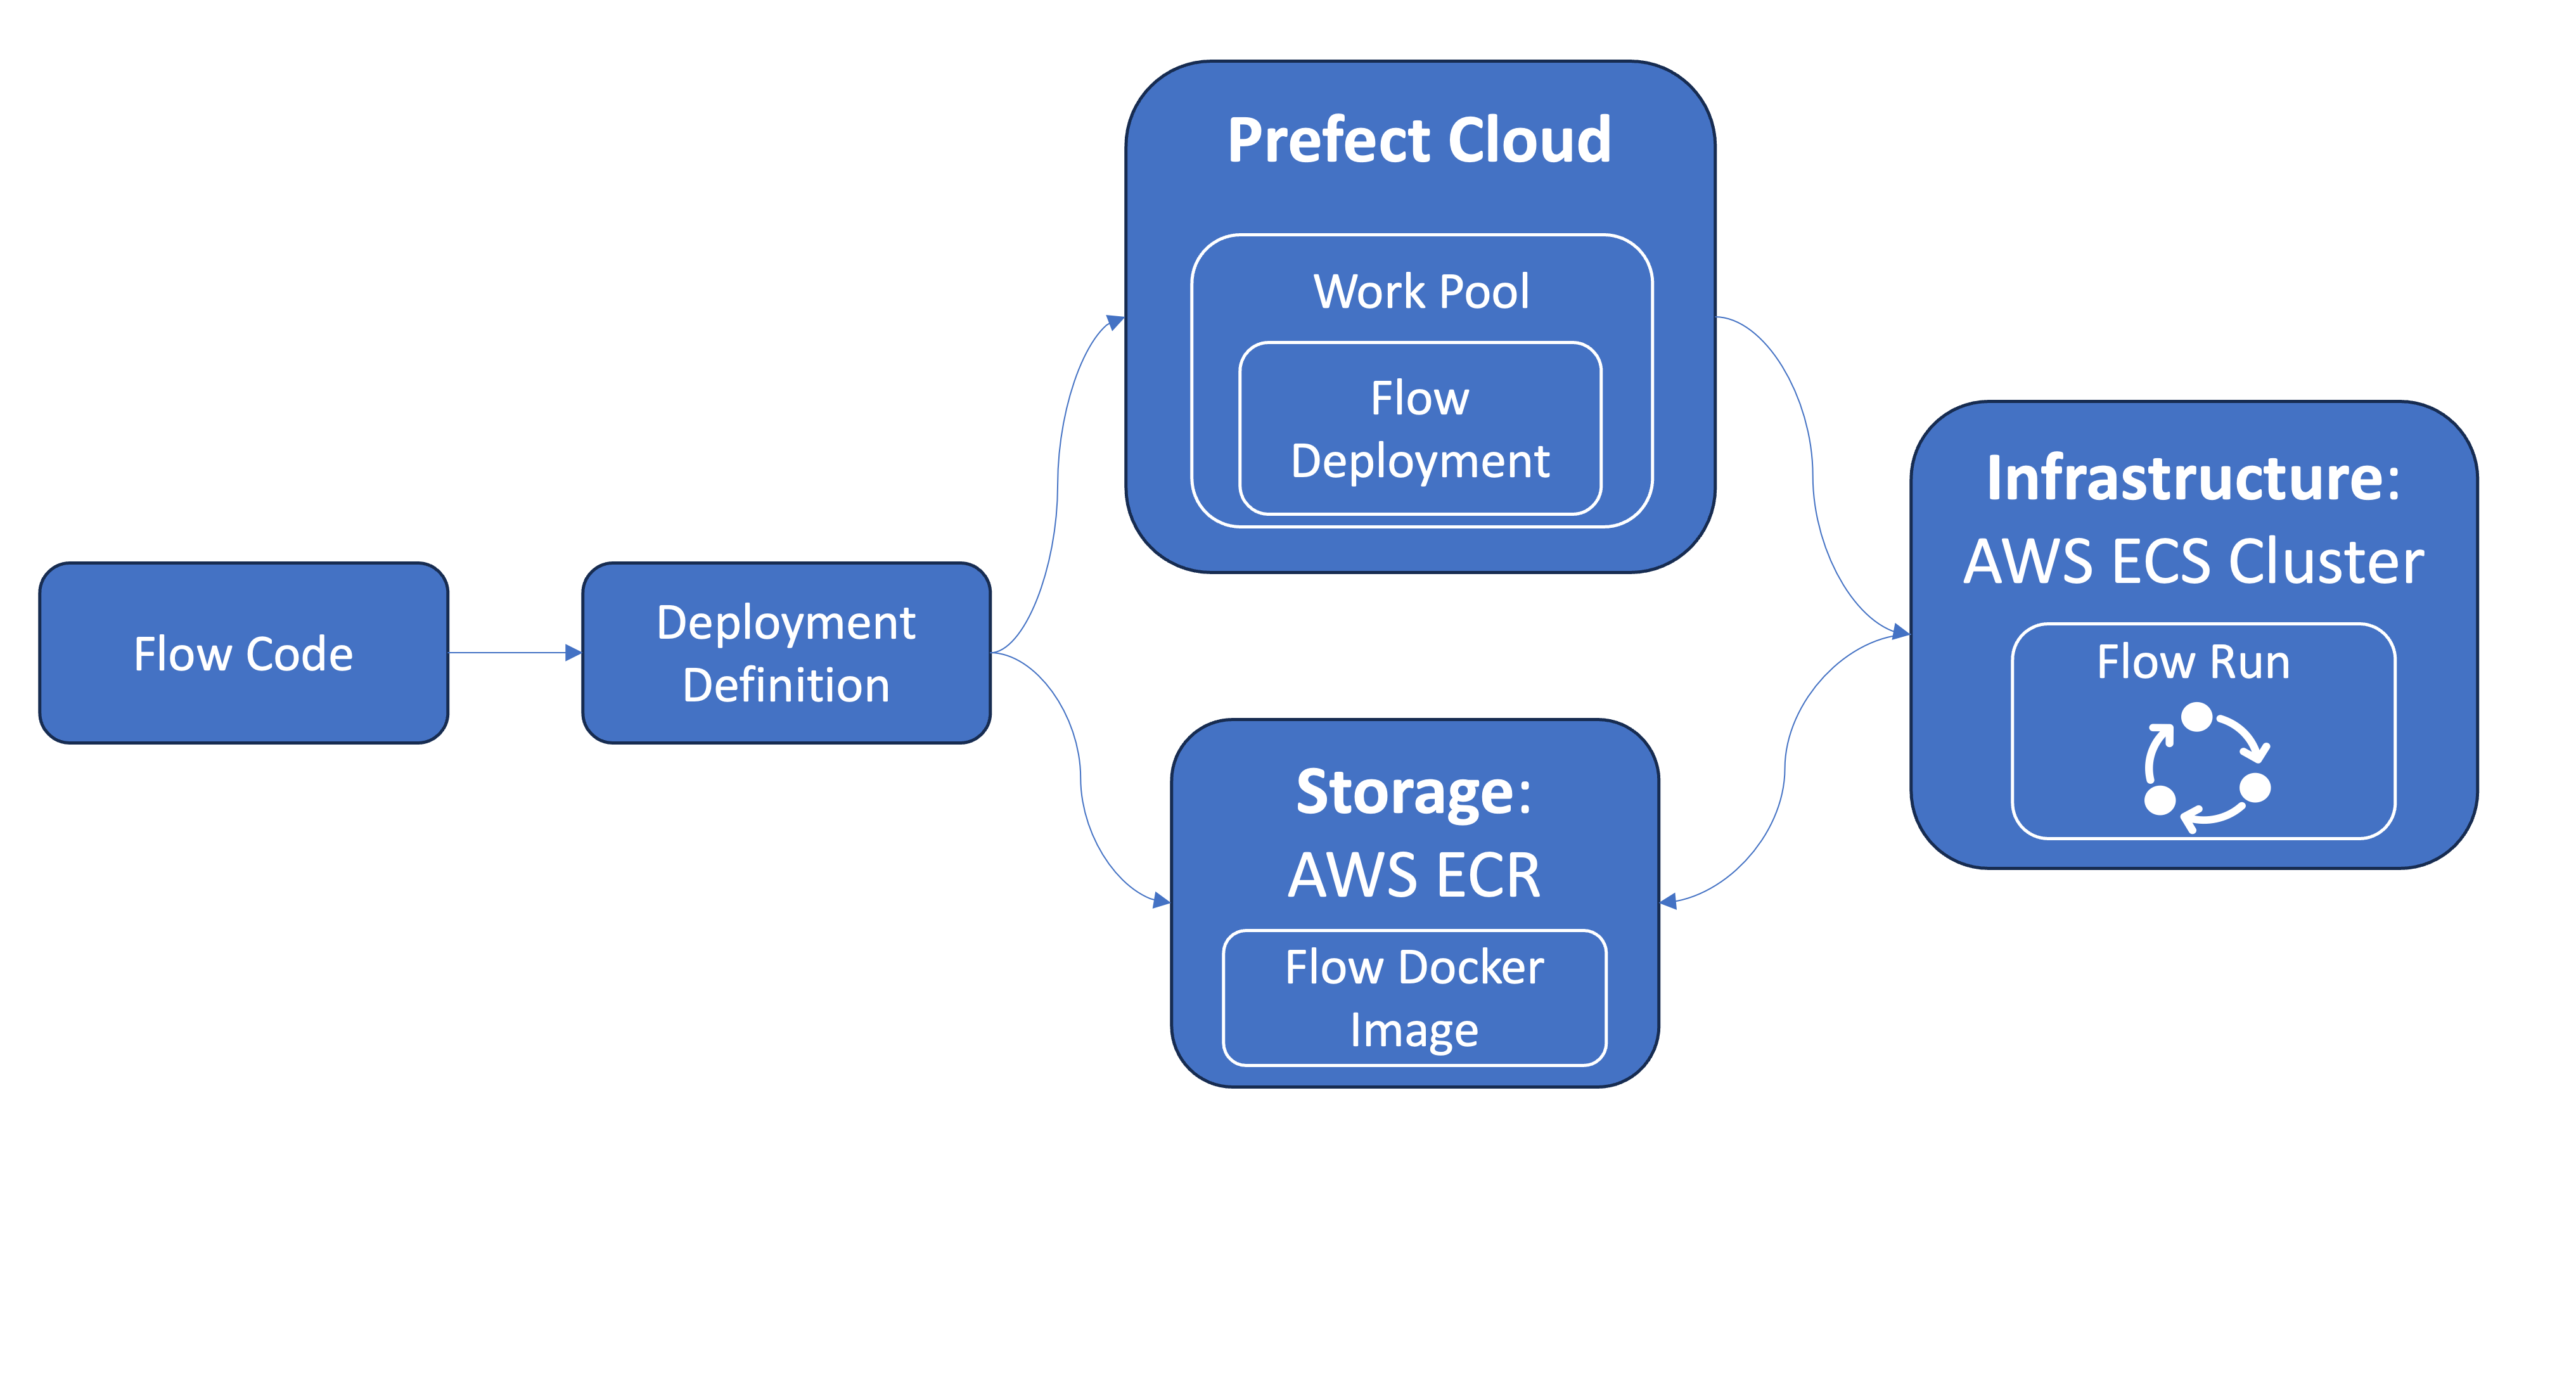 Flow Code
Deployment
Definition
Prefect Cloud
Work Pool
Flow
Deployment
Storage:
AWS ECR
Flow Docker
Image
Infrastructure:
AWS ECS Cluster
Flow Run